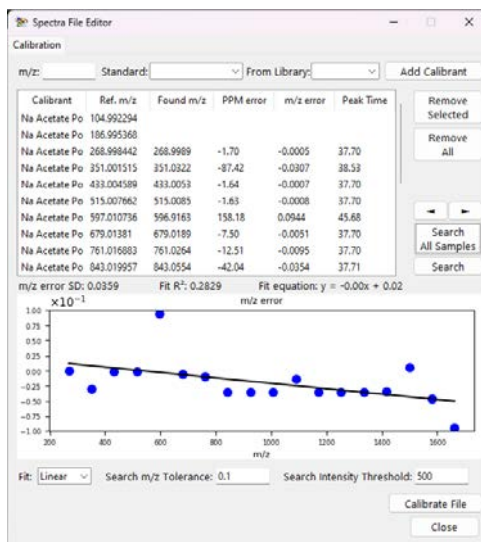 Spectra File Editor
Calibration
m/z: Standard: From Library: Add Calibrant
Calibrant Ref. m/z Found m/z PPM error m/z error Peak Time
Na Acetate Po 104.992294
Na Acetate Po 186.995368
Na Acetate Po 268.998442 268.9989 -1.70 -0.0005 37.70
Na Acetate Po 351.001515 351.0322 -87.42 -0.0307 38.53
Na Acetate Po 433.004589 433.0053 -1.64 -0.0007 37.70
Na Acetate Po 515.007662 515.0085 -1.63 -0.0008 37.70
Na Acetate Po 597.010736 596.9163 158.18 0.0944 45.68
Na Acetate Po 679.01381 679.0189 -7.50 -0.0051 37.70
Na Acetate Po 761.016883 761.0264 -12.51 -0.0095 37.70
Na Acetate Po 843.019957 843.0554 -42.04 -0.0354 37.71
Remove
Selected
Remove
All
Search
All Samples
Search
m/z error SD: 0.0359 Fit R²: 0.2829 Fit equation: y = -0.00x + 0.02
×10⁻¹ m/z error
1.00
0.75
0.50
0.25
0.00
−0.25
−0.50
−0.75
−1.00
200 400 600 800 1000 1200 1400 1600
m/z
Fit: Linear Search m/z Tolerance: 0.1 Search Intensity Threshold: 500
Calibrate File
Close